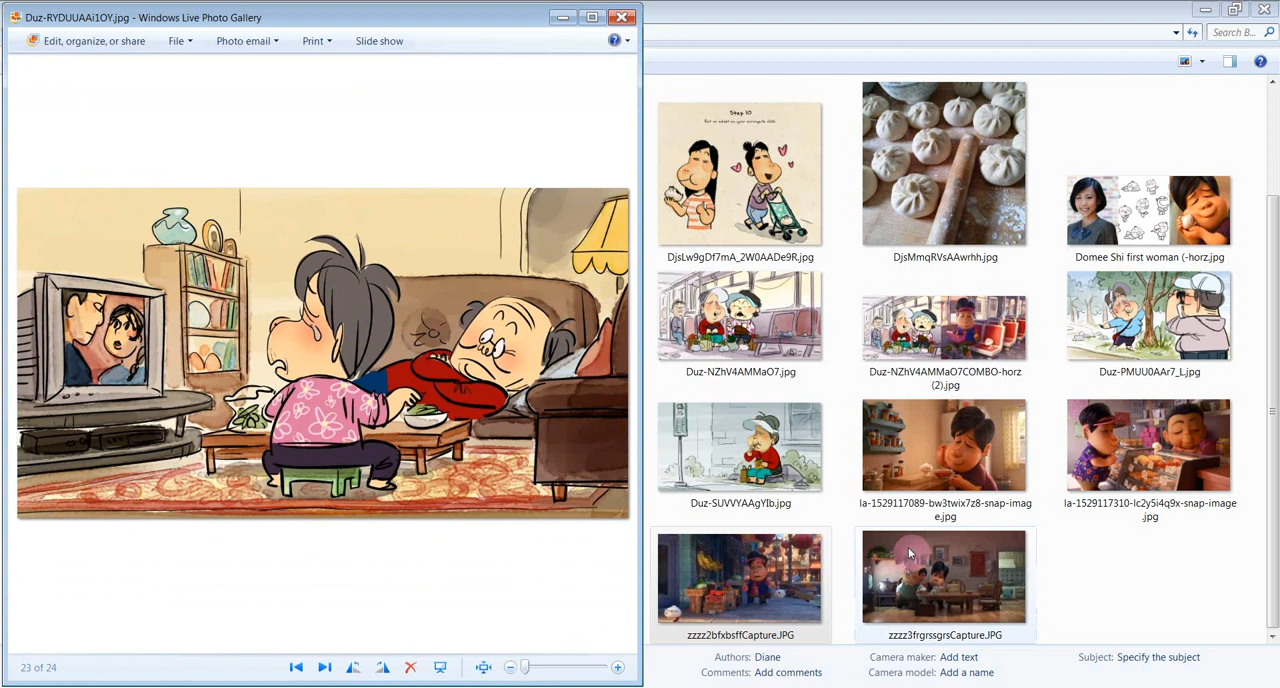 Duz-RYDUUAAi1OY.jpg - Windows Live Photo Gallery
Edit, organize, or share
File
Photo email
Print
Slide show
Search B...
Step 10
DjsLw9gDf7mA_2W0AADe9R.jpg
DjsMmqRVsAAwrhh.jpg
Domee Shi first woman (-horz.jpg
Duz-NZhV4AMMaO7.jpg
Duz-NZhV4AMMaO7COMBO-horz
(2).jpg
Duz-PMUU0AAr7_L.jpg
Duz-SUVVYAAgYIb.jpg
la-1529117089-bw3twix7z8-snap-imag
e.jpg
la-1529117310-lc2y5i4q9x-snap-image
.jpg
zzzz2bfxbsffCapture.JPG
zzzz3frgrssgrsCapture.JPG
23 of 24
Authors: Diane
Comments: Add comments
Camera maker: Add text
Camera model: Add a name
Subject: Specify the subject